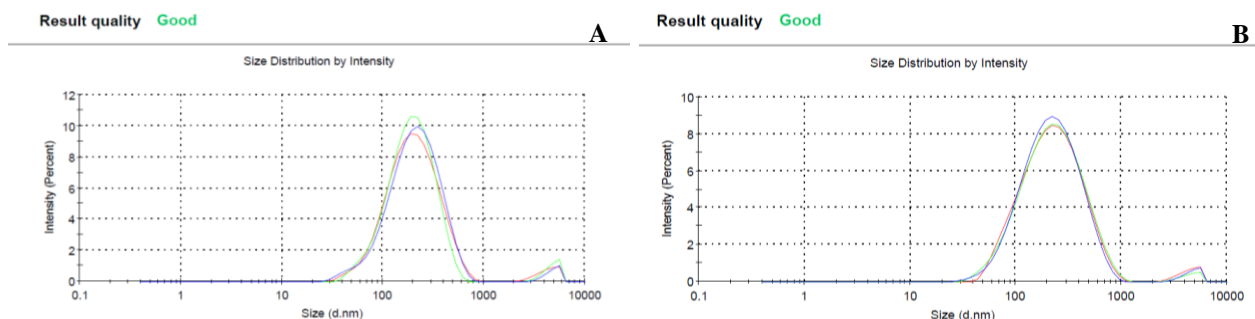 Result quality Good
A
Size Distribution by Intensity
Intensity (Percent)
12
10
8
6
4
2
0
0.1 1 10 100 1000 10000
Size (d.nm)
Result quality Good
B
Size Distribution by Intensity
Intensity (Percent)
10
8
6
4
2
0
0.1 1 10 100 1000 10000
Size (d.nm)